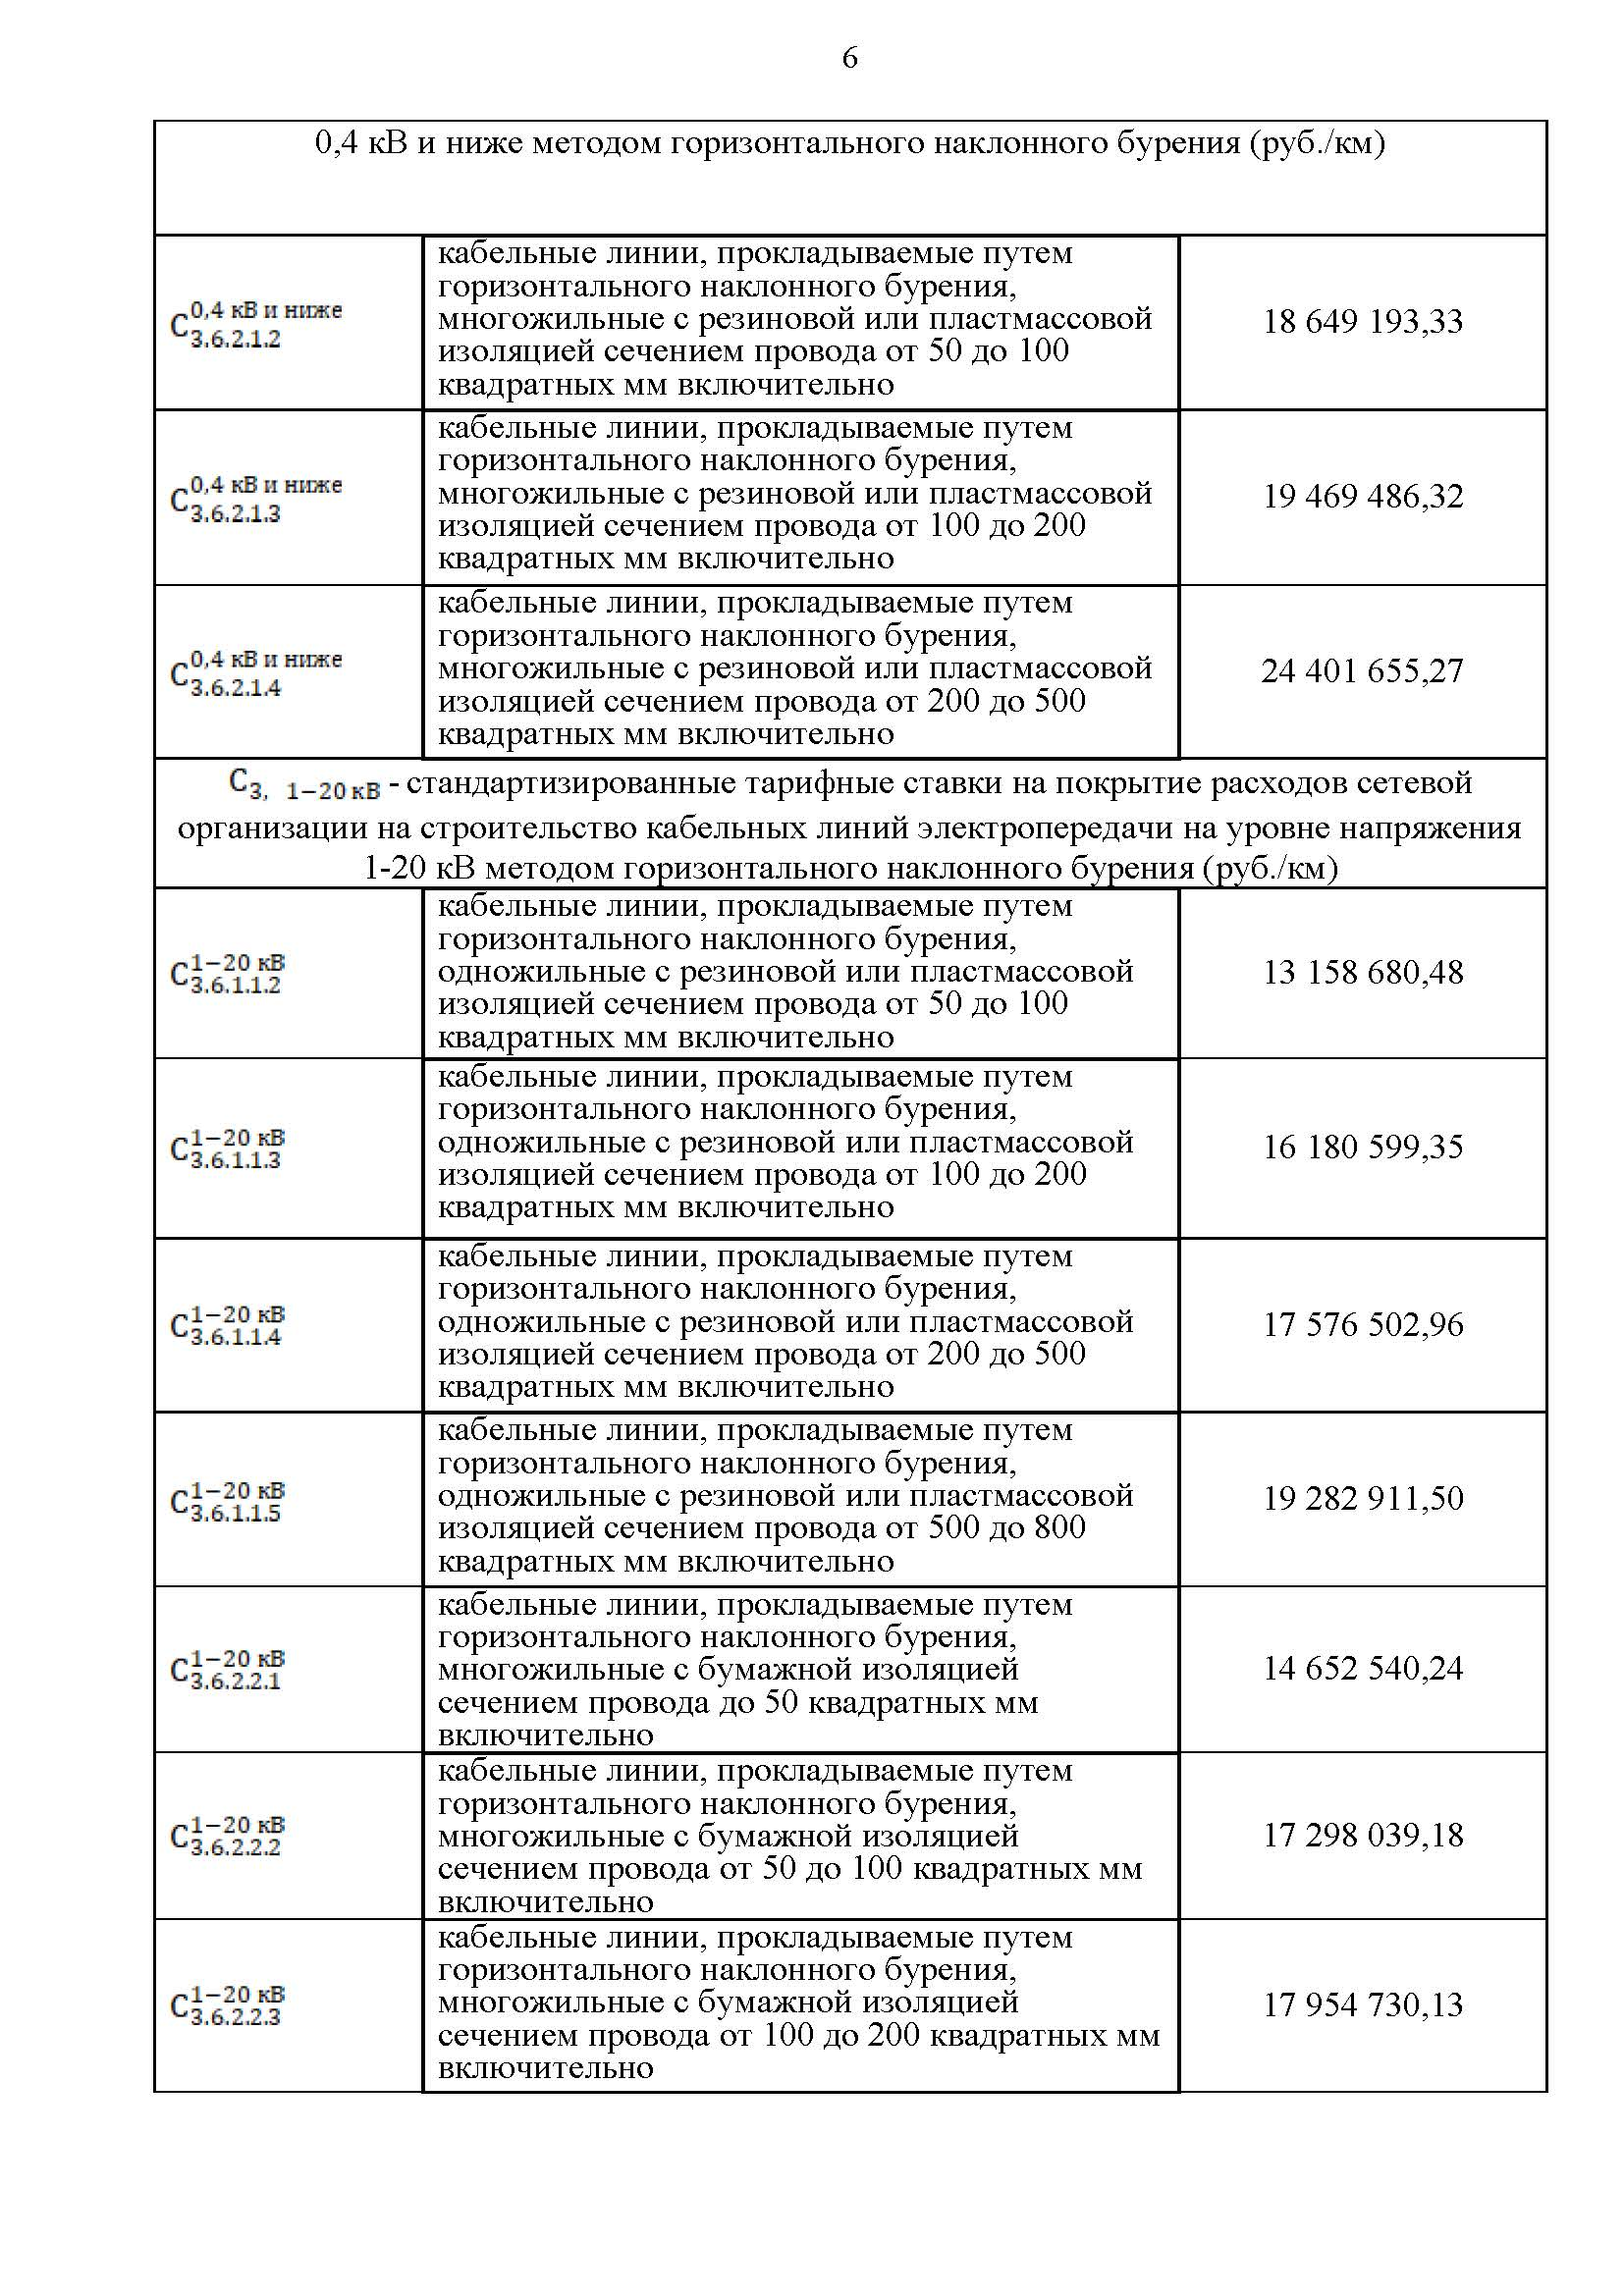 6
0,4 кВ и ниже методом горизонтального наклонного бурения (руб./км)
С 0,4 кВ и ниже 3.6.2.1.2
кабельные линии, прокладываемые путем
горизонтального наклонного бурения,
многожильные с резиновой или пластмассовой
изоляцией сечением провода от 50 до 100
квадратных мм включительно
18 649 193,33
С 0,4 кВ и ниже 3.6.2.1.3
кабельные линии, прокладываемые путем
горизонтального наклонного бурения,
многожильные с резиновой или пластмассовой
изоляцией сечением провода от 100 до 200
квадратных мм включительно
19 469 486,32
С 0,4 кВ и ниже 3.6.2.1.4
кабельные линии, прокладываемые путем
горизонтального наклонного бурения,
многожильные с резиновой или пластмассовой
изоляцией сечением провода от 200 до 500
квадратных мм включительно
24 401 655,27
С3, 1−20 кВ - стандартизированные тарифные ставки на покрытие расходов сетевой
организации на строительство кабельных линий электропередачи на уровне напряжения
1-20 кВ методом горизонтального наклонного бурения (руб./км)
С 1−20 кВ 3.6.1.1.2
кабельные линии, прокладываемые путем
горизонтального наклонного бурения,
одножильные с резиновой или пластмассовой
изоляцией сечением провода от 50 до 100
квадратных мм включительно
13 158 680,48
С 1−20 кВ 3.6.1.1.3
кабельные линии, прокладываемые путем
горизонтального наклонного бурения,
одножильные с резиновой или пластмассовой
изоляцией сечением провода от 100 до 200
квадратных мм включительно
16 180 599,35
С 1−20 кВ 3.6.1.1.4
кабельные линии, прокладываемые путем
горизонтального наклонного бурения,
одножильные с резиновой или пластмассовой
изоляцией сечением провода от 200 до 500
квадратных мм включительно
17 576 502,96
С 1−20 кВ 3.6.1.1.5
кабельные линии, прокладываемые путем
горизонтального наклонного бурения,
одножильные с резиновой или пластмассовой
изоляцией сечением провода от 500 до 800
квадратных мм включительно
19 282 911,50
С 1−20 кВ 3.6.2.2.1
кабельные линии, прокладываемые путем
горизонтального наклонного бурения,
многожильные с бумажной изоляцией
сечением провода до 50 квадратных мм
включительно
14 652 540,24
С 1−20 кВ 3.6.2.2.2
кабельные линии, прокладываемые путем
горизонтального наклонного бурения,
многожильные с бумажной изоляцией
сечением провода от 50 до 100 квадратных мм
включительно
17 298 039,18
С 1−20 кВ 3.6.2.2.3
кабельные линии, прокладываемые путем
горизонтального наклонного бурения,
многожильные с бумажной изоляцией
сечением провода от 100 до 200 квадратных мм
включительно
17 954 730,13